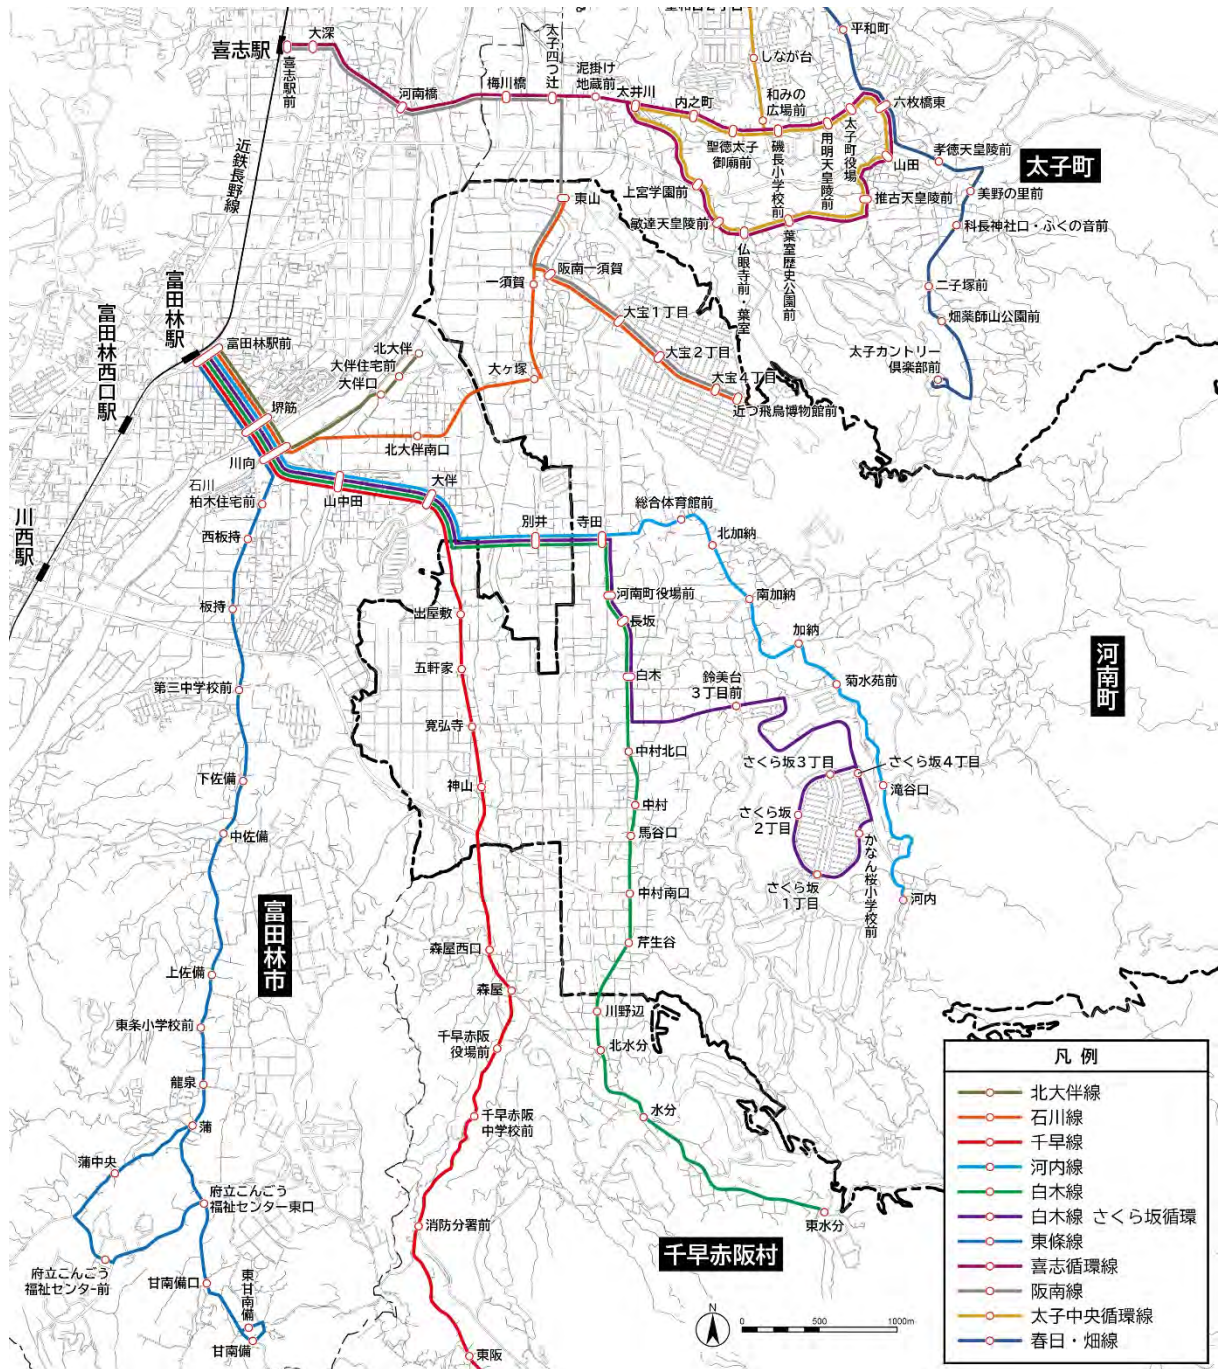 聖和台2丁目
平和町
しなが台
喜志駅
大深
喜志駅前
河南橋
梅川橋
太子四つ辻
泥掛け
地蔵前
太井川
内之町
和みの
広場前
六枚橋東
聖徳太子
御廟前
磯長小学校前
用明天皇陵前
太子町役場
山田
孝徳天皇陵前
太子町
近鉄長野線
上宮学園前
東山
推古天皇陵前
美野の里前
敏達天皇陵前
科長神社口・ふくの音前
仏眼寺前・葉室
葉室歴史公園前
阪南一須賀
一須賀
二子塚前
富田林駅
富田林西口駅
大宝1丁目
畑薬師山公園前
富田林駅前
北大伴
大伴住宅前
大伴口
大宝2丁目
太子カントリー
倶楽部前
大ヶ塚
大宝4丁目
近つ飛鳥博物館前
堺筋
北大伴南口
川向
石川
柏木住宅前
山中田
大伴
川西駅
西板持
別井
寺田
総合体育館前
北加納
板持
出屋敷
河南町役場前
南加納
長坂
加納
河南町
五軒家
白木
鈴美台
3丁目前
菊水苑前
第三中学校前
寛弘寺
中村北口
さくら坂3丁目
さくら坂4丁目
下佐備
神山
滝谷口
中村
さくら坂
2丁目
中佐備
馬谷口
かなん桜小学校前
さくら坂
1丁目
中村南口
河内
富田林市
森屋西口
芹生谷
上佐備
森屋
川野辺
東条小学校前
千早赤阪
役場前
北水分
龍泉
蒲
千早赤阪
中学校前
水分
蒲中央
府立こんごう
福祉センター東口
消防分署前
東水分
千早赤阪村
府立こんごう
福祉センター前
甘南備口
東甘南備
甘南備
東阪
N
0
500
1000m
凡 例
北大伴線
石川線
千早線
河内線
白木線
白木線 さくら坂循環
東條線
喜志循環線
阪南線
太子中央循環線
春日・畑線